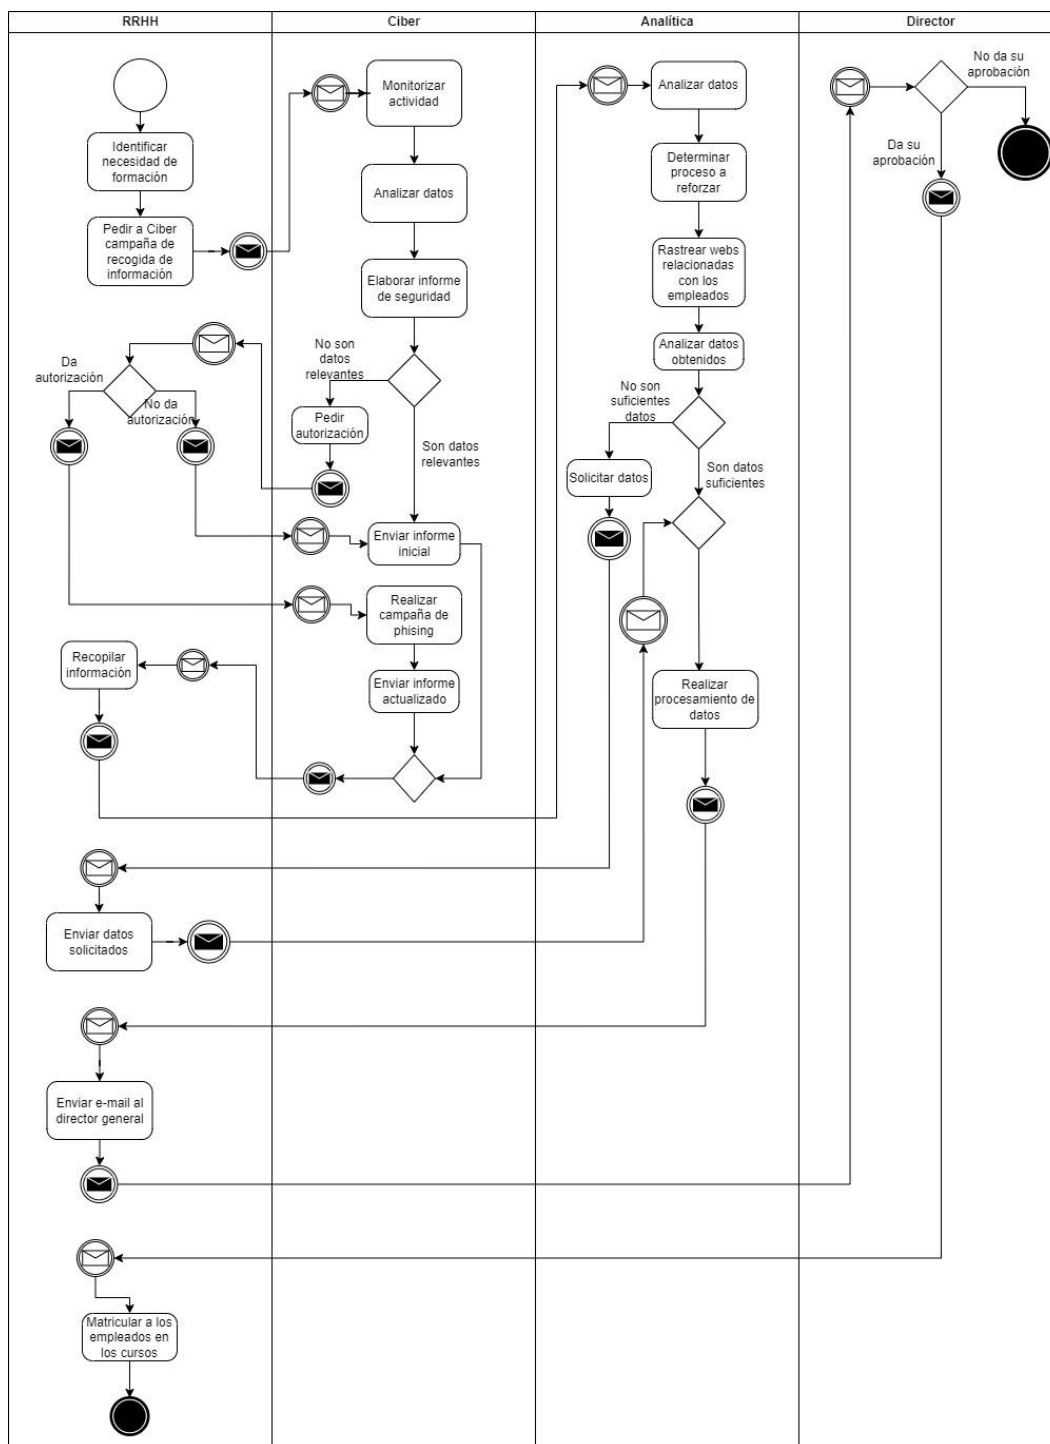 RRHH
Ciber
Analítica
Director
Identificar
necesidad de
formación
Pedir a Ciber
campaña de
recogida de
información
Da
autorización
No da
autorización
Recopilar
información
Enviar datos
solicitados
Enviar e-mail al
director general
Matricular a los
empleados en
los cursos
Monitorizar
actividad
Analizar datos
Elaborar informe
de seguridad
No son
datos
relevantes
Pedir
autorización
Son datos
relevantes
Enviar informe
inicial
Realizar
campaña de
phising
Enviar informe
actualizado
Analizar datos
Determinar
proceso a
reforzar
Rastrear webs
relacionadas
con los
empleados
Analizar datos
obtenidos
No son
suficientes
datos
Solicitar datos
Son datos
suficientes
Realizar
procesamiento de
datos
No da su
aprobación
Da su
aprobación